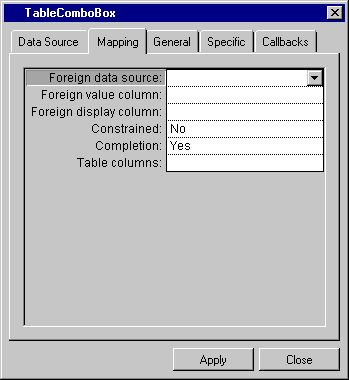 TableComboBox
Data Source Mapping General Specific Callbacks
Foreign data source:
Foreign value column:
Foreign display column:
Constrained: No
Completion: Yes
Table columns:
Apply Close